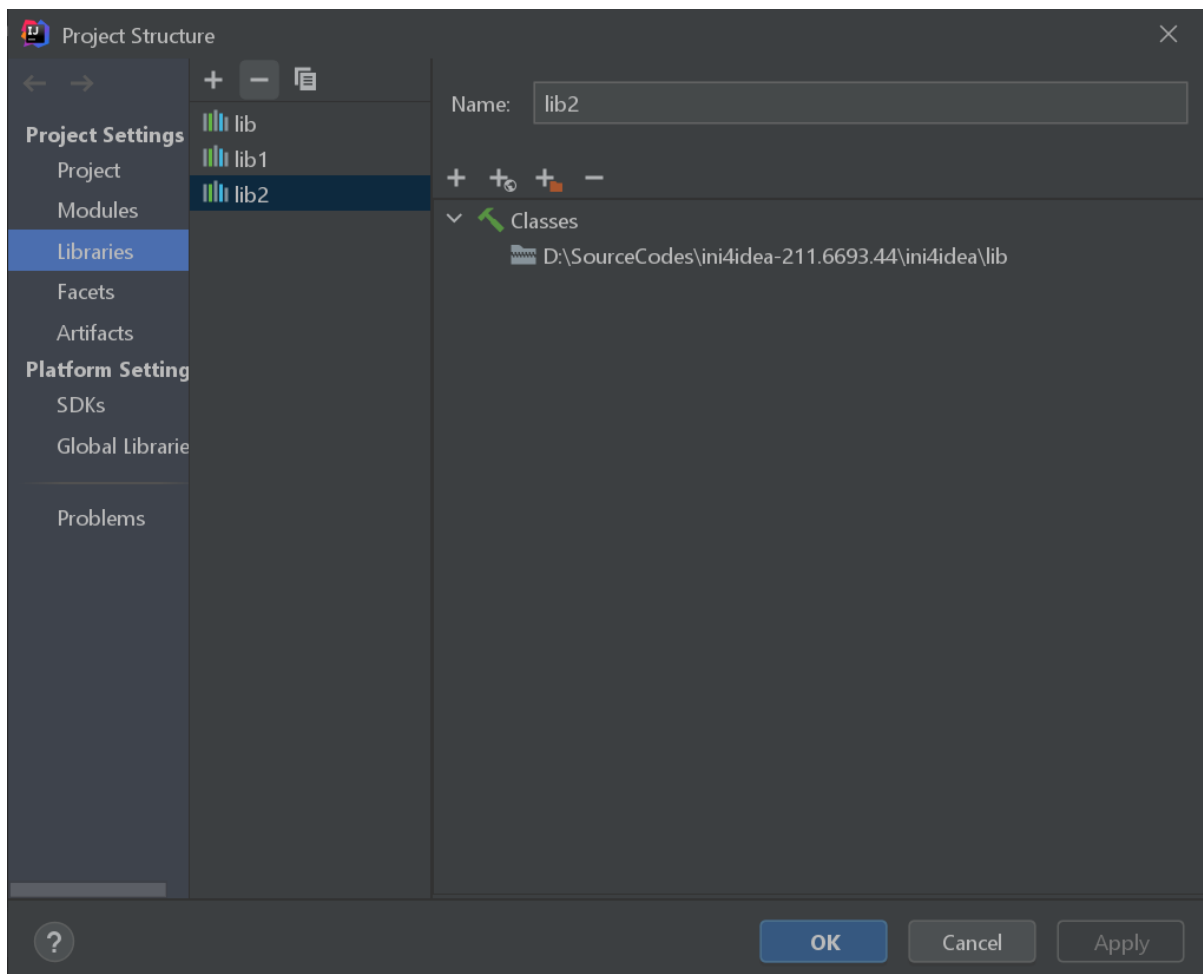 Project Structure
Project Settings
Project
Modules
Libraries
Facets
Artifacts
Platform Setting
SDKs
Global Librarie
Problems
lib
lib1
lib2
Name: lib2
Classes
D:\SourceCodes\ini4idea-211.6693.44\ini4idea\lib
?
OK Cancel Apply